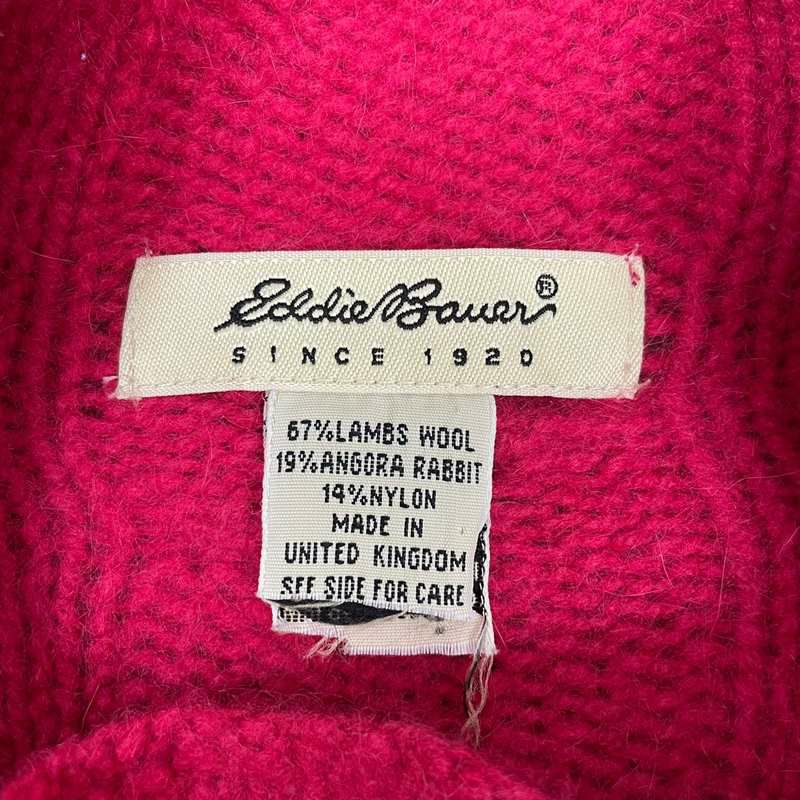 Eddie Bauer®
SINCE 1920
67%LAMBS WOOL
19%ANGORA RABBIT
14%NYLON
MADE IN
UNITED KINGDOM
SEE SIDE FOR CARE